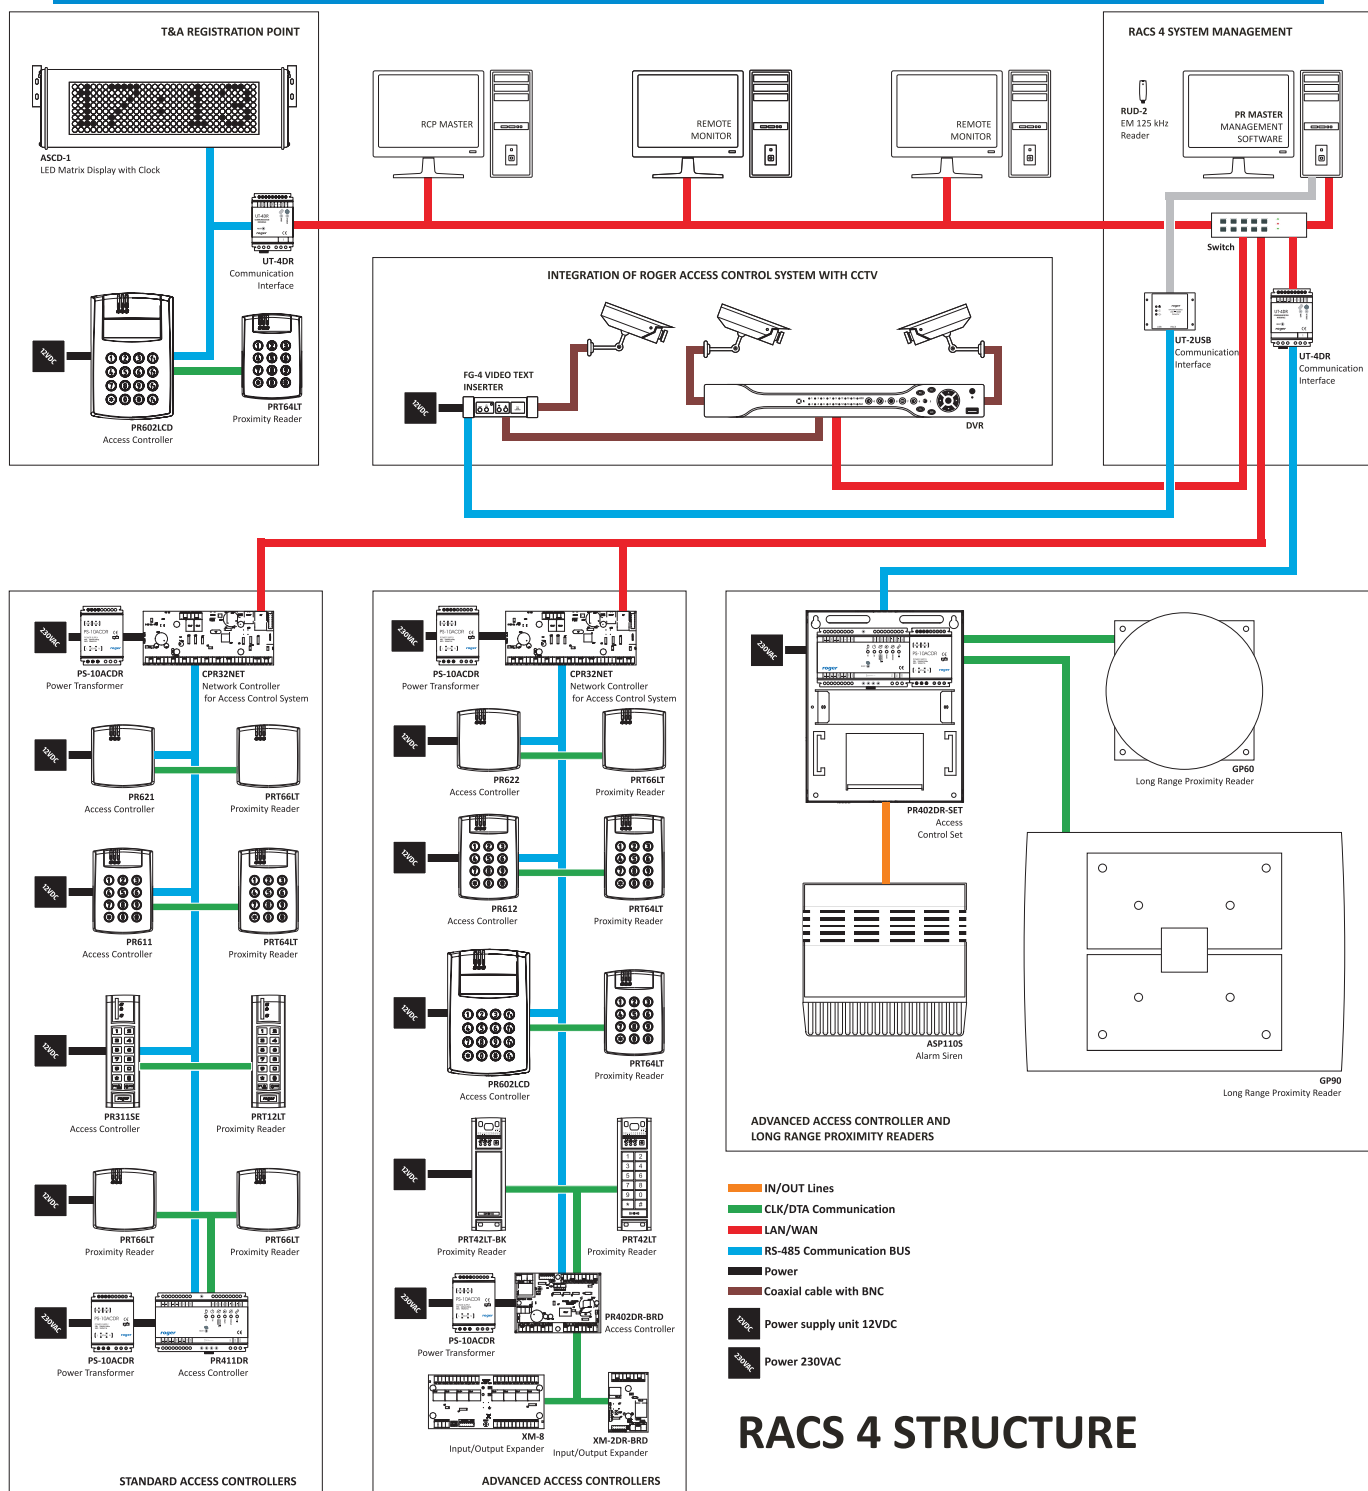 T&A REGISTRATION POINT
17:13
ASCD-1
LED Matrix Display with Clock
UT-4DR
Communication
Interface
12VDC
PR602LCD
Access Controller
PRT64LT
Proximity Reader
RCP MASTER
REMOTE
MONITOR
REMOTE
MONITOR
RACS 4 SYSTEM MANAGEMENT
RUD-2
EM 125 kHz
Reader
PR MASTER
MANAGEMENT
SOFTWARE
Switch
UT-2USB
Communication
Interface
UT-4DR
Communication
Interface
INTEGRATION OF ROGER ACCESS CONTROL SYSTEM WITH CCTV
FG-4 VIDEO TEXT
INSERTER
12VDC
DVR
230VAC
PS-10ACDR
Power Transformer
CPR32NET
Network Controller
for Access Control System
12VDC
PR621
Access Controller
PRT66LT
Proximity Reader
12VDC
PR611
Access Controller
PRT64LT
Proximity Reader
12VDC
PR311SE
Access Controller
PRT12LT
Proximity Reader
12VDC
PRT66LT
Proximity Reader
PRT66LT
Proximity Reader
230VAC
PS-10ACDR
Power Transformer
roger
PR411DR
Access Controller
STANDARD ACCESS CONTROLLERS
230VAC
PS-10ACDR
Power Transformer
CPR32NET
Network Controller
for Access Control System
12VDC
PR622
Access Controller
PRT66LT
Proximity Reader
12VDC
PR612
Access Controller
PRT64LT
Proximity Reader
12VDC
PR602LCD
Access Controller
PRT64LT
Proximity Reader
12VDC
PRT42LT-BK
Proximity Reader
PRT42LT
Proximity Reader
230VAC
PS-10ACDR
Power Transformer
PR402DR-BRD
Access Controller
XM-8
Input/Output Expander
XM-2DR-BRD
Input/Output Expander
ADVANCED ACCESS CONTROLLERS
230VAC
roger
PR402DR-SET
Access
Control Set
GP60
Long Range Proximity Reader
ASP110S
Alarm Siren
GP90
Long Range Proximity Reader
ADVANCED ACCESS CONTROLLER AND
LONG RANGE PROXIMITY READERS
IN/OUT Lines
CLK/DTA Communication
LAN/WAN
RS-485 Communication BUS
Power
Coaxial cable with BNC
12VDC Power supply unit 12VDC
230VAC Power 230VAC
RACS 4 STRUCTURE